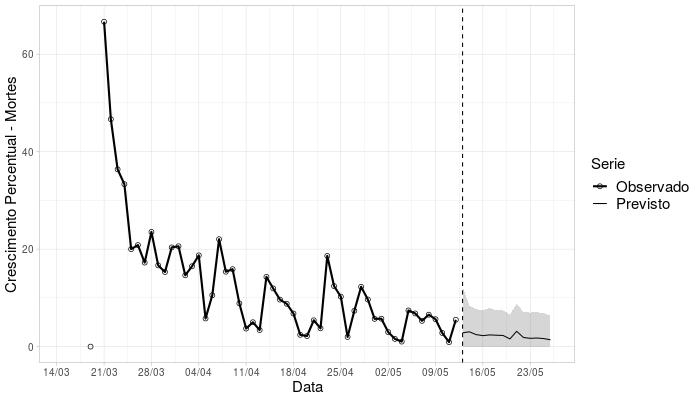 Crescimento Percentual - Mortes
60
40
20
0
14/03 21/03 28/03 04/04 11/04 18/04 25/04 02/05 09/05 16/05 23/05
Data
Serie
Observado
Previsto